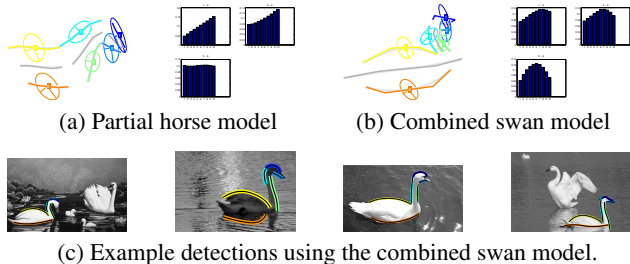 (a) Partial horse model
(b) Combined swan model
(c) Example detections using the combined swan model.